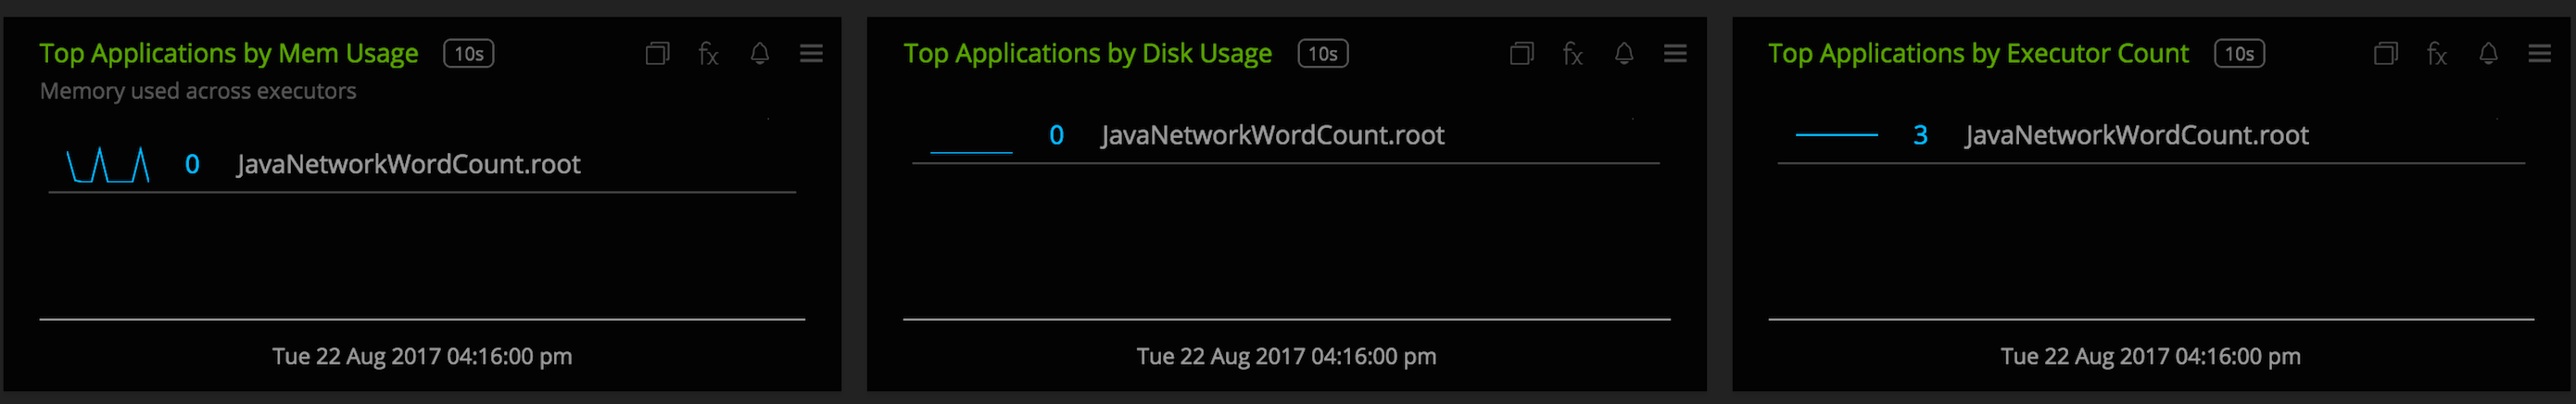 Top Applications by Mem Usage 10s fx
Memory used across executors
0 JavaNetworkWordCount.root
Tue 22 Aug 2017 04:16:00 pm
Top Applications by Disk Usage 10s fx
0 JavaNetworkWordCount.root
Tue 22 Aug 2017 04:16:00 pm
Top Applications by Executor Count 10s fx
3 JavaNetworkWordCount.root
Tue 22 Aug 2017 04:16:00 pm